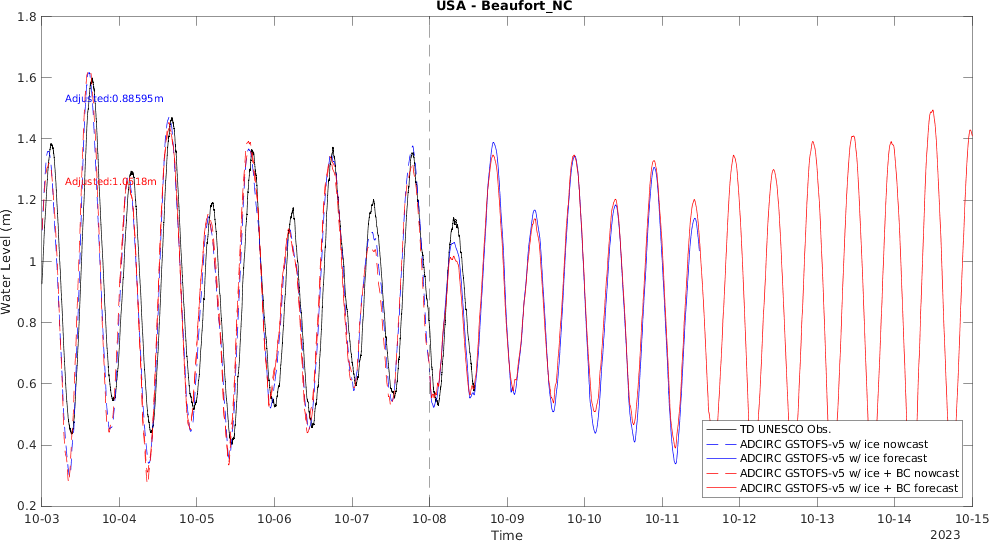 USA - Beaufort_NC
1.8
1.6
1.4
1.2
1
0.8
0.6
0.4
0.2
Water Level (m)
Adjusted:0.88595m
Adjusted:1.0518m
TD UNESCO Obs.
ADCIRC GSTOFS-v5 w/ ice nowcast
ADCIRC GSTOFS-v5 w/ ice forecast
ADCIRC GSTOFS-v5 w/ ice + BC nowcast
ADCIRC GSTOFS-v5 w/ ice + BC forecast
10-03 10-04 10-05 10-06 10-07 10-08 10-09 10-10 10-11 10-12 10-13 10-14 10-15
Time
2023